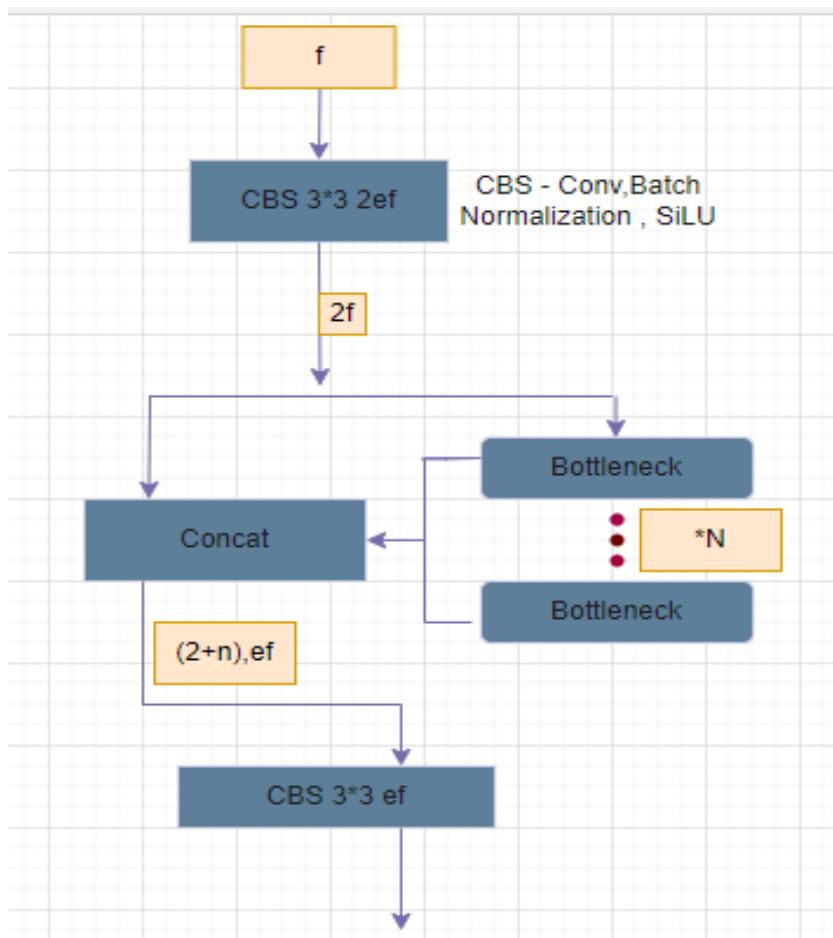 f
CBS 3*3 2ef
CBS - Conv,Batch
Normalization , SiLU
2f
Bottleneck
Concat
*N
Bottleneck
(2+n),ef
CBS 3*3 ef